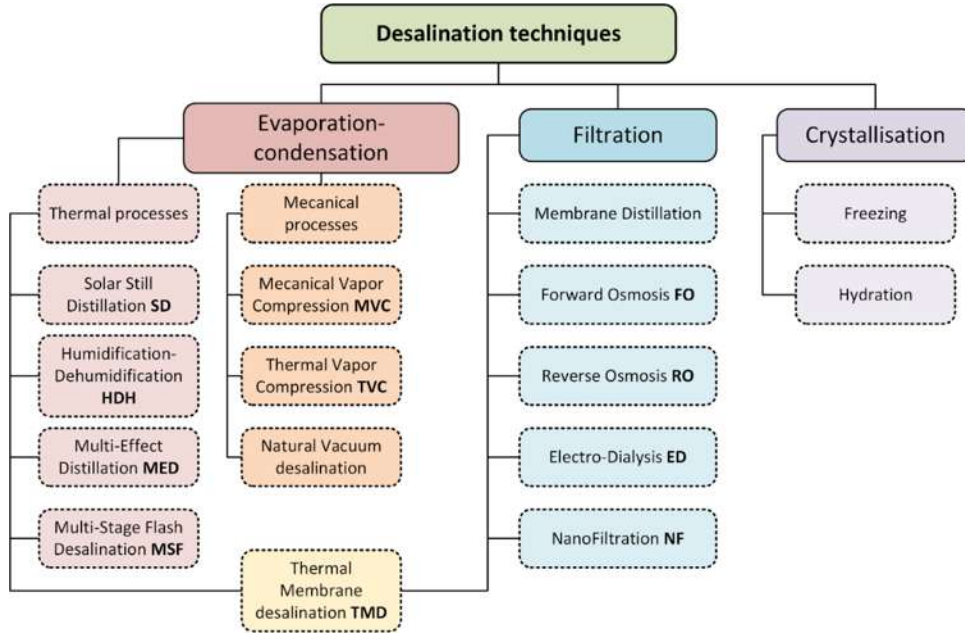 Desalination techniques
Evaporation-
condensation
Filtration
Crystallisation
Thermal processes
Solar Still
Distillation SD
Humidification-
Dehumidification
HDH
Multi-Effect
Distillation MED
Multi-Stage Flash
Desalination MSF
Mecanical
processes
Mecanical Vapor
Compression MVC
Thermal Vapor
Compression TVC
Natural Vacuum
desalination
Thermal
Membrane
desalination TMD
Membrane Distillation
Forward Osmosis FO
Reverse Osmosis RO
Electro-Dialysis ED
NanoFiltration NF
Freezing
Hydration